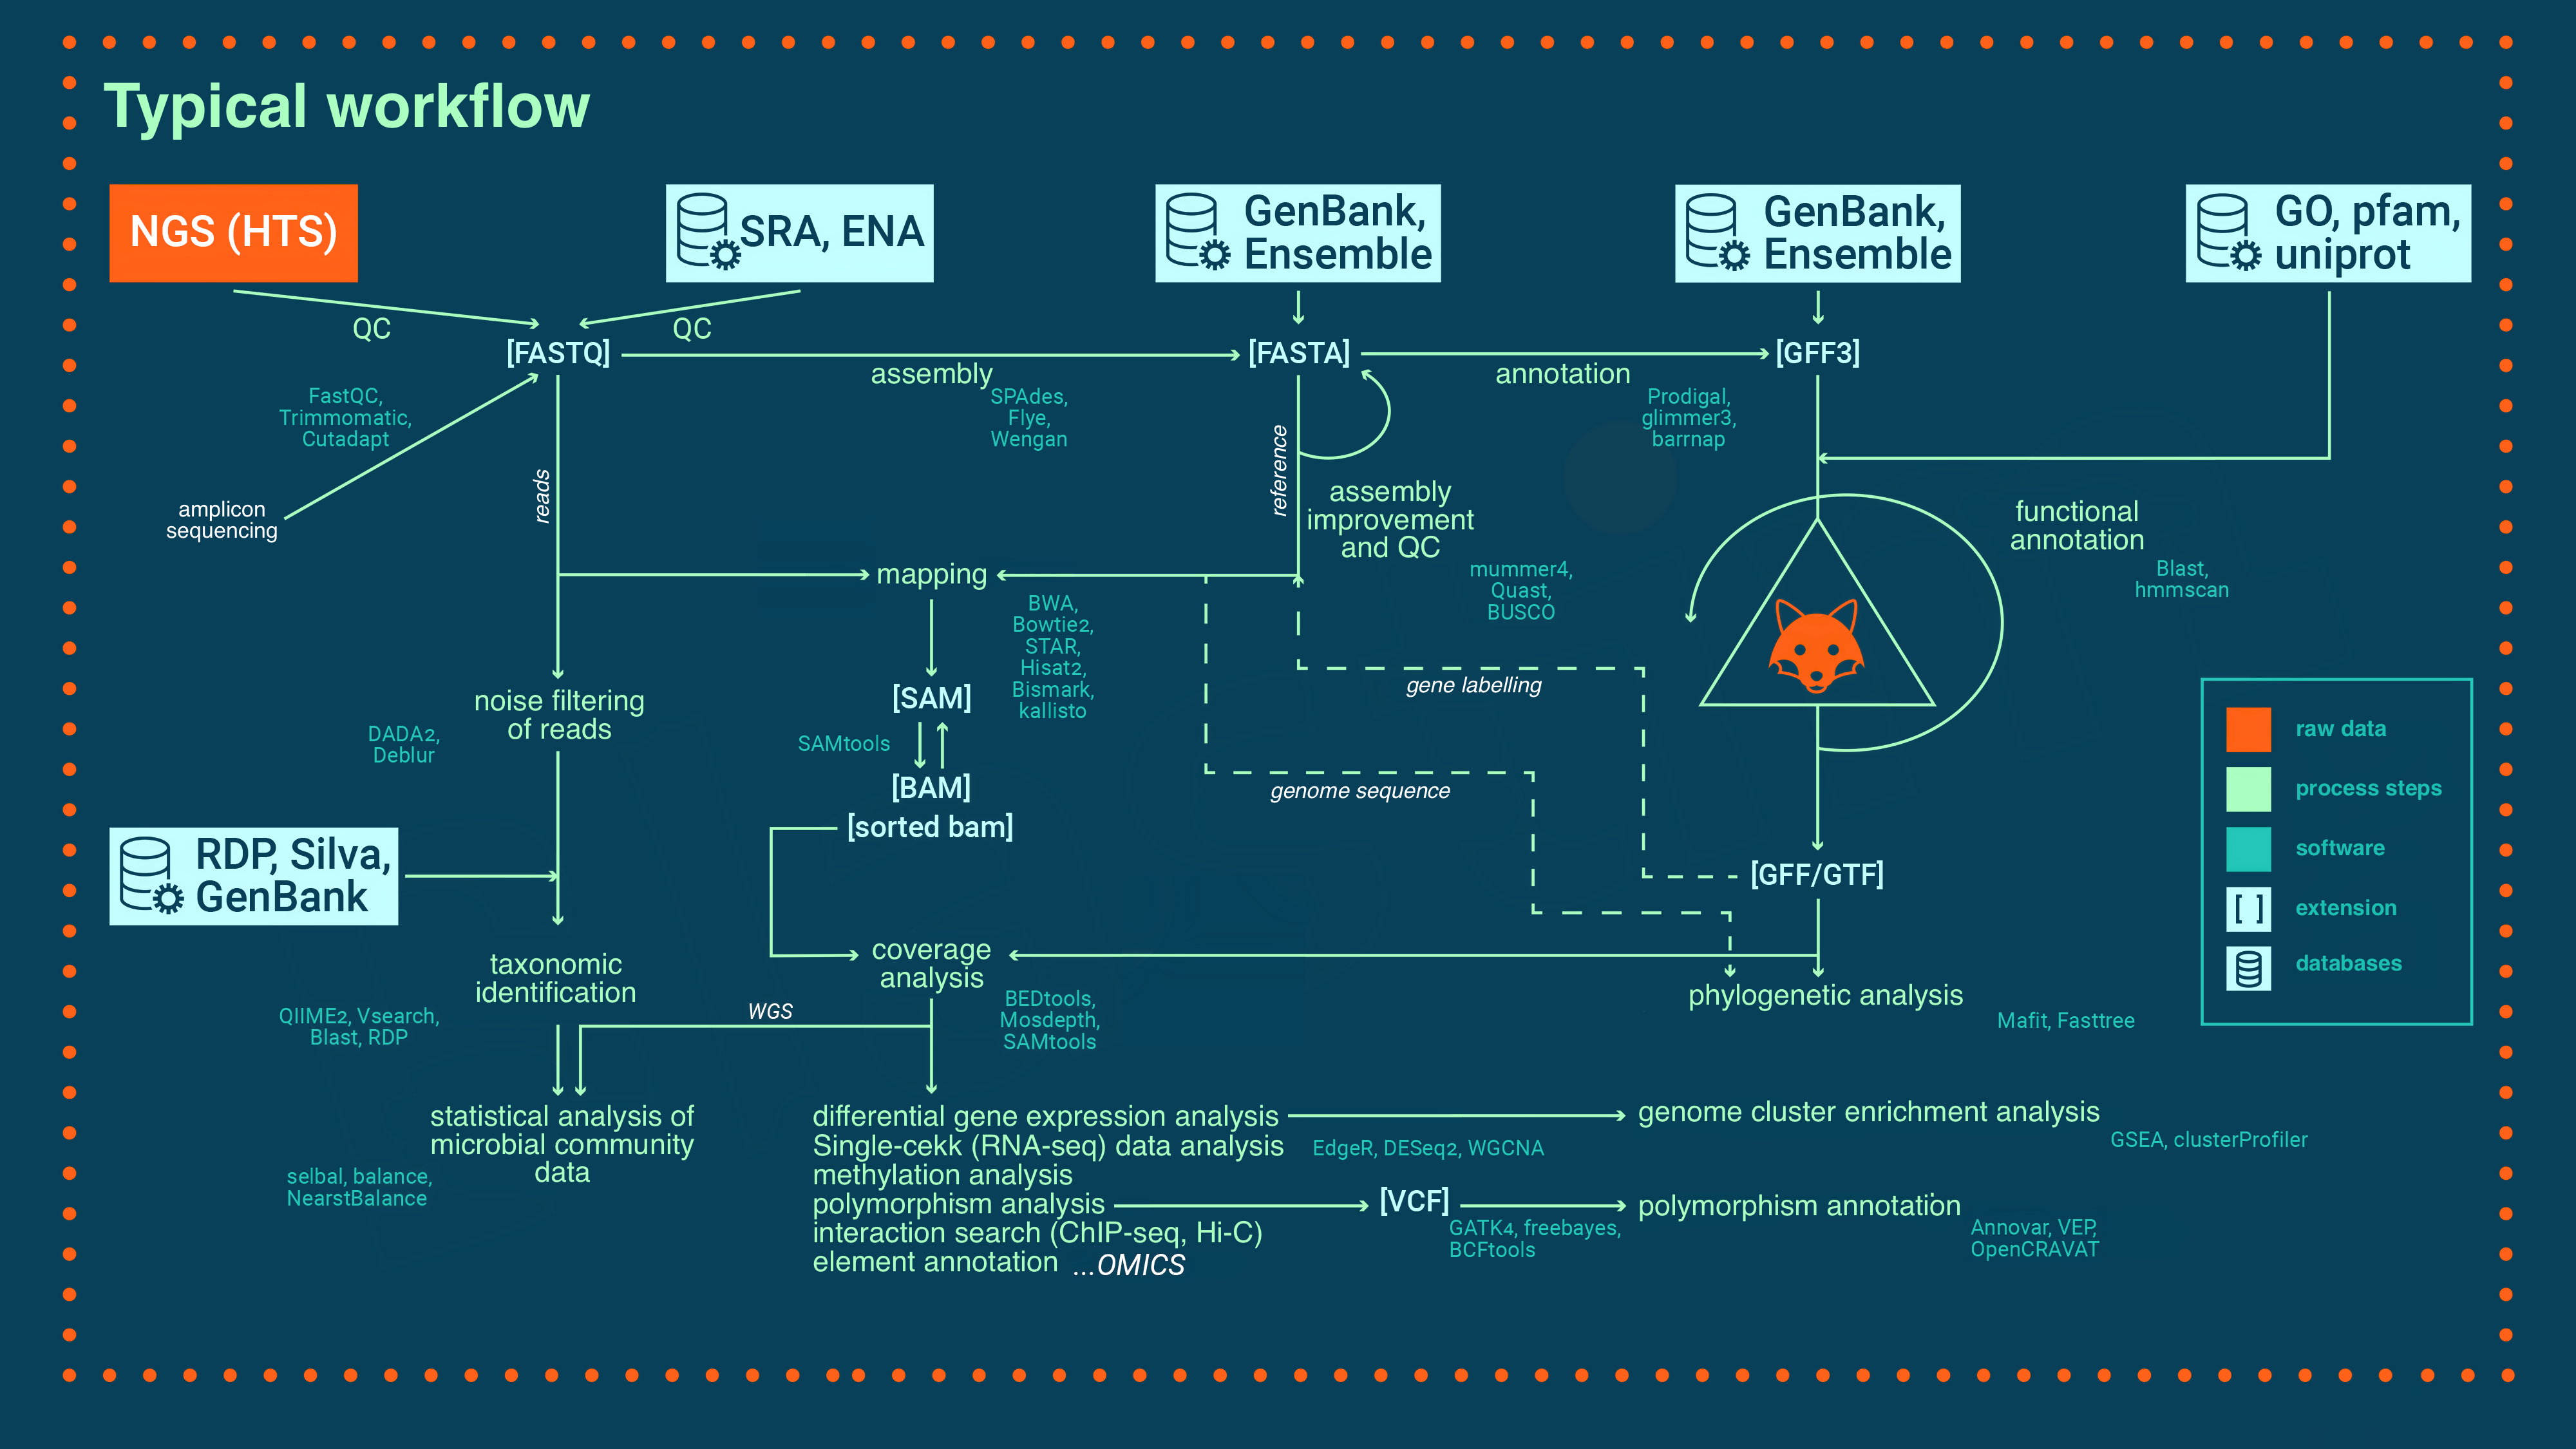 Typical workflow
NGS (HTS)
SRA, ENA
GenBank,
Ensemble
GenBank,
Ensemble
GO, pfam,
uniprot
QC
QC
[FASTQ]
assembly
[FASTA]
annotation
[GFF3]
FastQC,
Trimmomatic,
Cutadapt
SPAdes,
Flye,
Wengan
Prodigal,
glimmer3,
barrnap
amplicon
sequencing
reads
reference
assembly
improvement
and QC
functional
annotation
mummer4,
Quast,
BUSCO
Blast,
hmmscan
mapping
BWA,
Bowtie2,
STAR,
Hisat2,
Bismark,
kallisto
noise filtering
of reads
DADA2,
Deblur
[SAM]
SAMtools
[BAM]
[sorted bam]
gene labelling
genome sequence
raw data
process steps
software
[ ] extension
databases
RDP, Silva,
GenBank
[GFF/GTF]
taxonomic
identification
QIIME2, Vsearch,
Blast, RDP
coverage
analysis
BEDtools,
Mosdepth,
SAMtools
WGS
phylogenetic analysis
Mafit, Fasttree
statistical analysis of
microbial community
data
selbal, balance,
NearstBalance
differential gene expression analysis
Single-cekk (RNA-seq) data analysis
methylation analysis
polymorphism analysis
interaction search (ChIP-seq, Hi-C)
element annotation ...OMICS
EdgeR, DESeq2, WGCNA
genome cluster enrichment analysis
GSEA, clusterProfiler
[VCF]
GATK4, freebayes,
BCFtools
polymorphism annotation
Annovar, VEP,
OpenCRAVAT